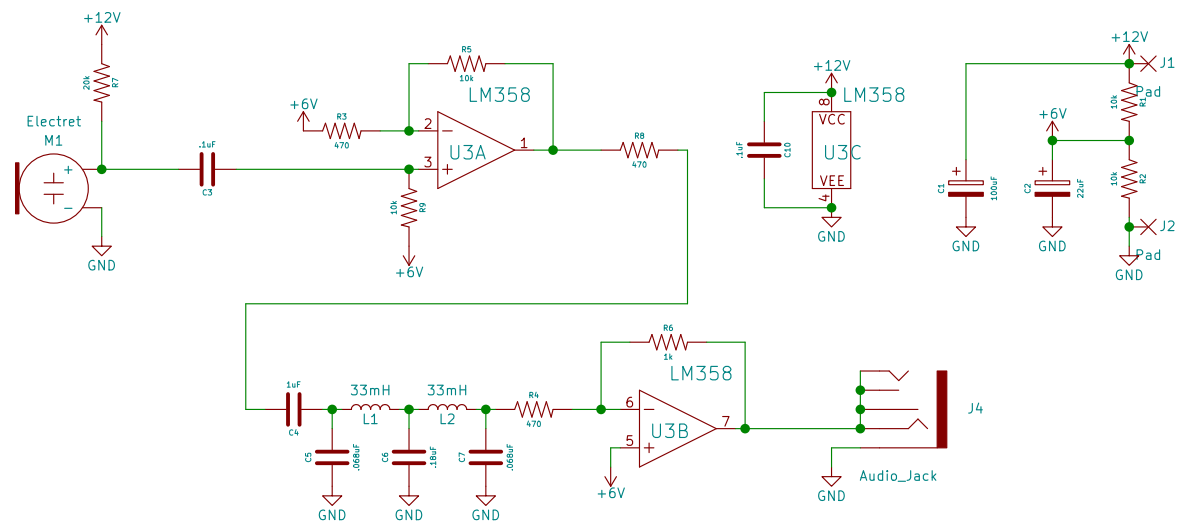 +12V
20k
R7
Electret
M1
+
−
GND
.1uF
C3
+6V
R3
470
R5
10k
LM358
2
−
3
+
U3A
1
10k
R9
+6V
R8
470
+12V
LM358
8
VCC
U3C
VEE
4
.1uF
C10
GND
+12V
J1
Pad
10k
R1
+6V
10k
R2
+
C1
100uF
+
C2
22uF
J2
Pad
GND
GND
GND
1uF
C4
33mH
L1
33mH
L2
C5
.068uF
C6
.18uF
C7
.068uF
GND
GND
GND
R4
470
R6
1k
LM358
6
−
5
+
U3B
7
+6V
J4
Audio_Jack
GND